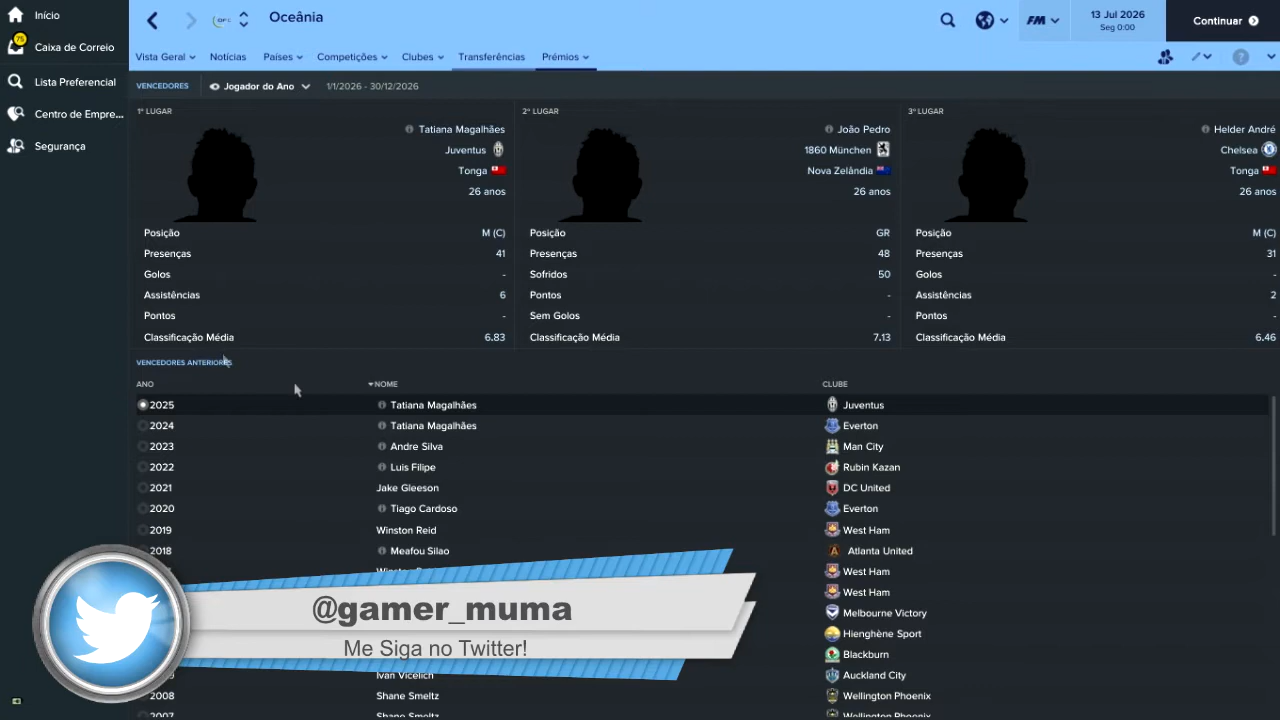 Início
75
Caixa de Correio
Lista Preferencial
Centro de Empre...
Segurança
Oceânia
FM
13 Jul 2026
Seg 0:00
Continuar
Vista Geral
Notícias
Países
Competições
Clubes
Transferências
Prémios
VENCEDORES
Jogador do Ano
1/1/2026 - 30/12/2026
1º LUGAR
Tatiana Magalhães
Juventus
Tonga
26 anos
Posição M (C)
Presenças 41
Golos -
Assistências 6
Pontos -
Classificação Média 6.83
2º LUGAR
João Pedro
1860 München
Nova Zelândia
26 anos
Posição GR
Presenças 48
Sofridos 50
Pontos -
Sem Golos -
Classificação Média 7.13
3º LUGAR
Helder André
Chelsea
Tonga
26 anos
Posição M (C)
Presenças 31
Golos -
Assistências 2
Pontos -
Classificação Média 6.46
VENCEDORES ANTERIORES
ANO NOME CLUBE
2025 Tatiana Magalhães Juventus
2024 Tatiana Magalhães Everton
2023 Andre Silva Man City
2022 Luis Filipe Rubin Kazan
2021 Jake Gleeson DC United
2020 Tiago Cardoso Everton
2019 Winston Reid West Ham
2018 Meafou Silao Atlanta United
West Ham
West Ham
Melbourne Victory
Hienghène Sport
Blackburn
Ivan Vicelich Auckland City
2008 Shane Smeltz Wellington Phoenix
2007 Shane Smeltz Wellington Phoenix
@gamer_muma
Me Siga no Twitter!